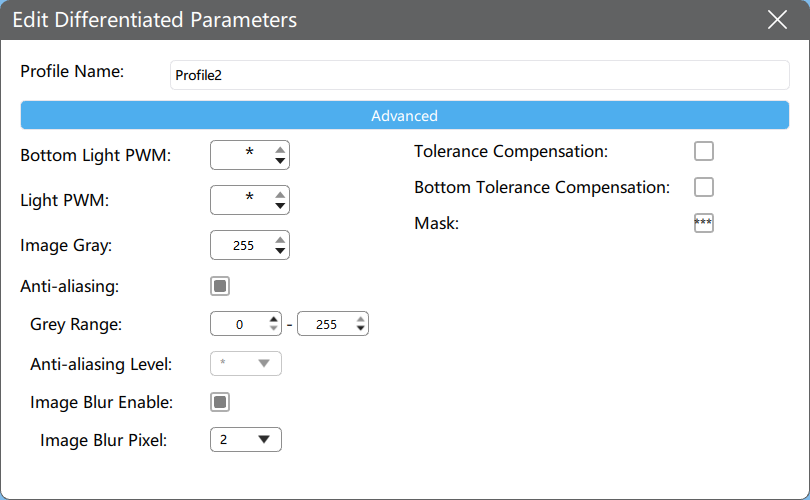 Edit Differentiated Parameters
Profile Name: Profile2
Advanced
Bottom Light PWM: *
Light PWM: *
Image Gray: 255
Anti-aliasing:
Grey Range: 0 - 255
Anti-aliasing Level: *
Image Blur Enable:
Image Blur Pixel: 2
Tolerance Compensation:
Bottom Tolerance Compensation:
Mask: ***